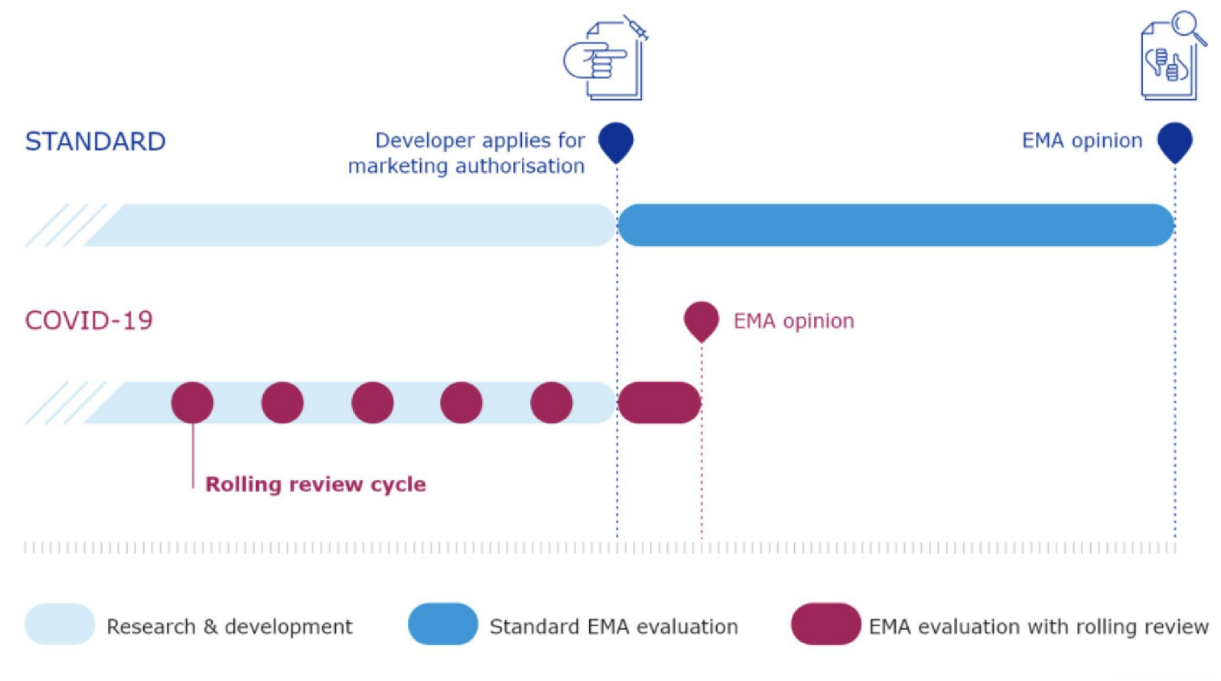 STANDARD
Developer applies for
marketing authorisation
EMA opinion
COVID-19
EMA opinion
Rolling review cycle
Research & development
Standard EMA evaluation
EMA evaluation with rolling review